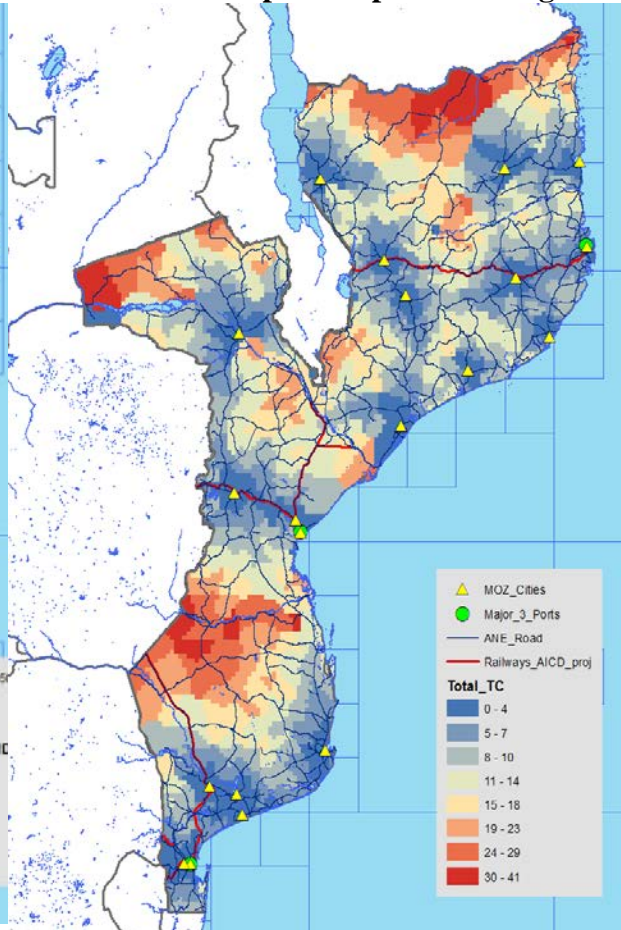 MOZ_Cities
Major_3_Ports
ANE_Road
Railways_AICD_proj
Total_TC
0 - 4
5 - 7
8 - 10
11 - 14
15 - 18
19 - 23
24 - 29
30 - 41